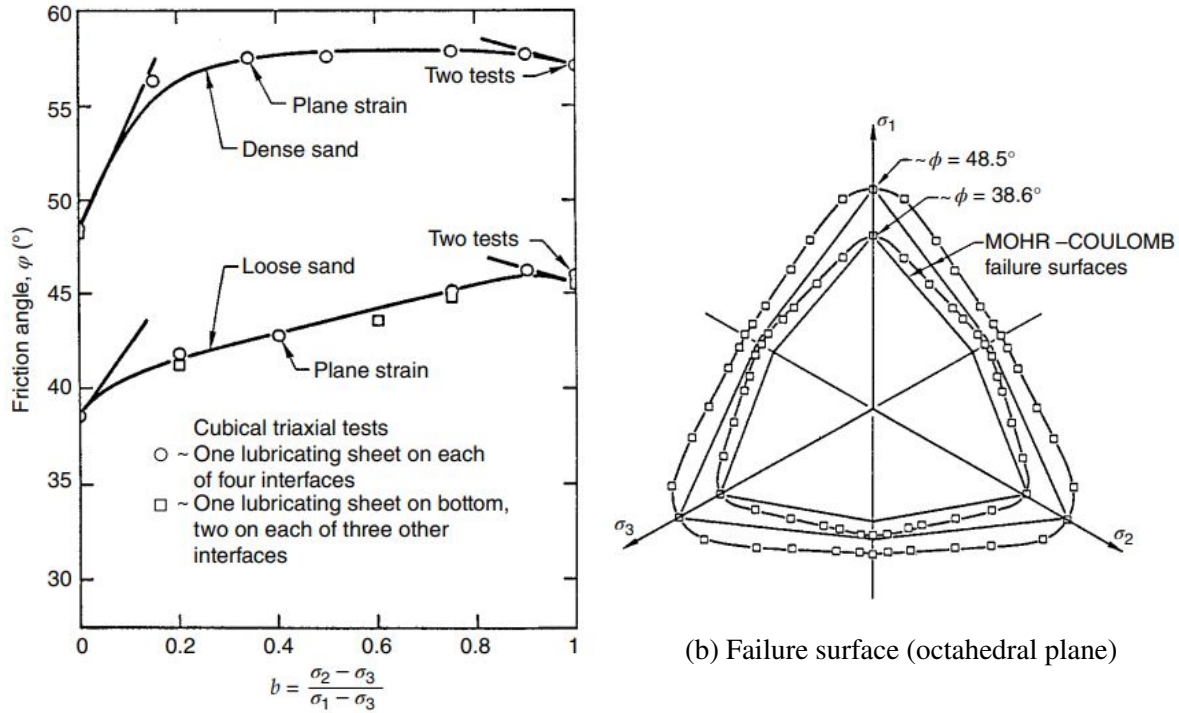 60
55
50
45
40
35
30
Friction angle, φ (°)
Two tests
Plane strain
Dense sand
Two tests
Loose sand
Plane strain
Cubical triaxial tests
○ ~ One lubricating sheet on each
of four interfaces
□ ~ One lubricating sheet on bottom,
two on each of three other
interfaces
0 0.2 0.4 0.6 0.8 1
b = (σ2 − σ3) / (σ1 − σ3)
σ1
~ϕ = 48.5°
~ϕ = 38.6°
MOHR–COULOMB
failure surfaces
σ3
σ2
(b) Failure surface (octahedral plane)